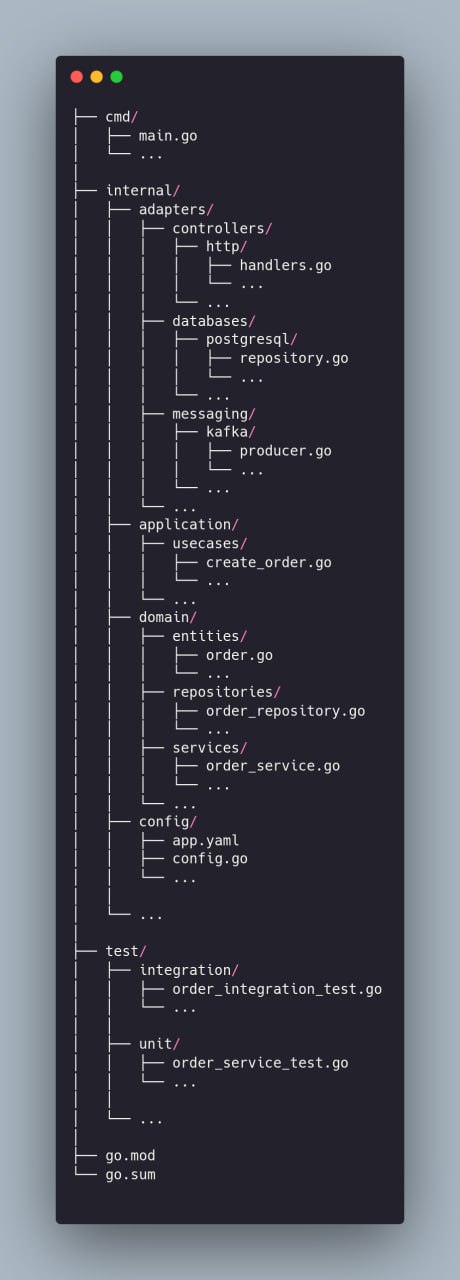 ├── cmd/
│   ├── main.go
│   └── ...
│
├── internal/
│   ├── adapters/
│   │   ├── controllers/
│   │   │   ├── http/
│   │   │   │   ├── handlers.go
│   │   │   │   └── ...
│   │   │   └── ...
│   │   ├── databases/
│   │   │   ├── postgresql/
│   │   │   │   ├── repository.go
│   │   │   │   └── ...
│   │   │   └── ...
│   │   ├── messaging/
│   │   │   ├── kafka/
│   │   │   │   ├── producer.go
│   │   │   │   └── ...
│   │   │   └── ...
│   │   └── ...
│   ├── application/
│   │   ├── usecases/
│   │   │   ├── create_order.go
│   │   │   └── ...
│   │   └── ...
│   ├── domain/
│   │   ├── entities/
│   │   │   ├── order.go
│   │   │   └── ...
│   │   ├── repositories/
│   │   │   ├── order_repository.go
│   │   │   └── ...
│   │   ├── services/
│   │   │   ├── order_service.go
│   │   │   └── ...
│   │   └── ...
│   ├── config/
│   │   ├── app.yaml
│   │   ├── config.go
│   │   └── ...
│   │
│   └── ...
│
├── test/
│   ├── integration/
│   │   ├── order_integration_test.go
│   │   └── ...
│   │
│   ├── unit/
│   │   ├── order_service_test.go
│   │   └── ...
│   │
│   └── ...
│
├── go.mod
└── go.sum